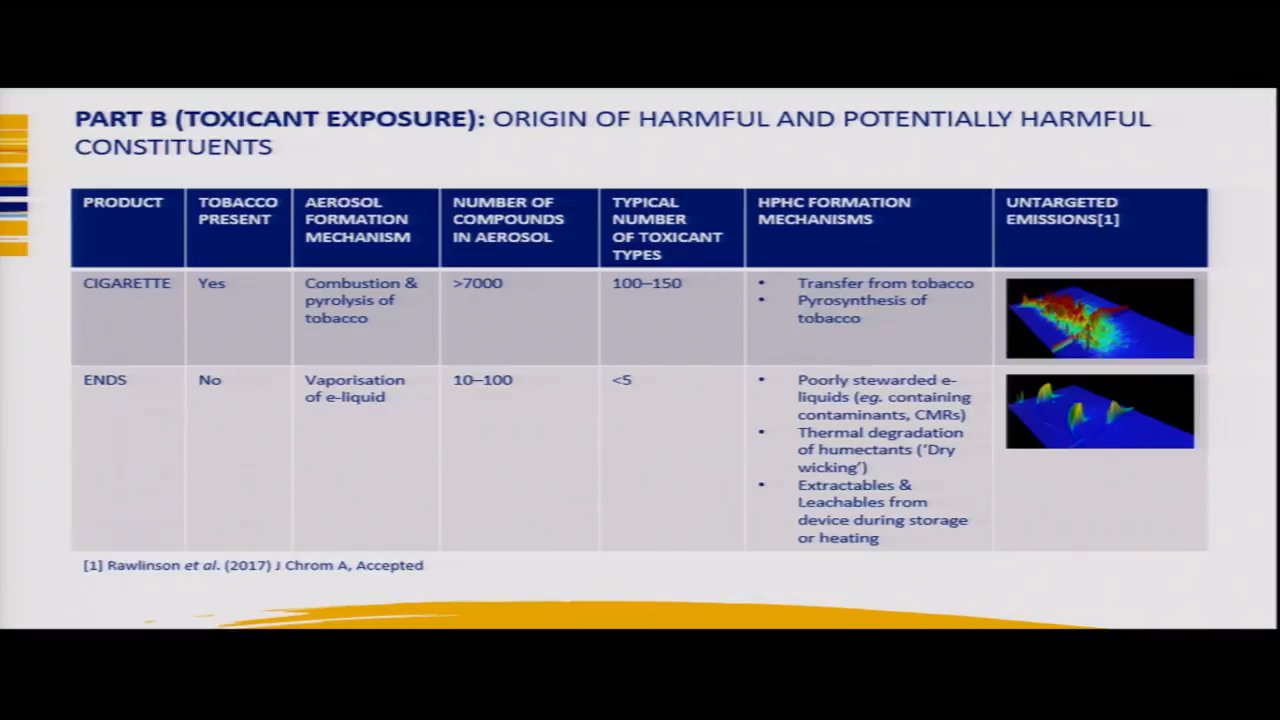 PART B (TOXICANT EXPOSURE): ORIGIN OF HARMFUL AND POTENTIALLY HARMFUL
CONSTITUENTS
PRODUCT
TOBACCO
PRESENT
AEROSOL
FORMATION
MECHANISM
NUMBER OF
COMPOUNDS
IN AEROSOL
TYPICAL
NUMBER
OF TOXICANT
TYPES
HPHC FORMATION
MECHANISMS
UNTARGETED
EMISSIONS[1]
CIGARETTE
Yes
Combustion &
pyrolysis of
tobacco
>7000
100–150
• Transfer from tobacco
• Pyrosynthesis of
tobacco
ENDS
No
Vaporisation
of e-liquid
10–100
<5
• Poorly stewarded e-
liquids (eg. containing
contaminants, CMRs)
• Thermal degradation
of humectants (‘Dry
wicking’)
• Extractables &
Leachables from
device during storage
or heating
[1] Rawlinson et al. (2017) J Chrom A, Accepted